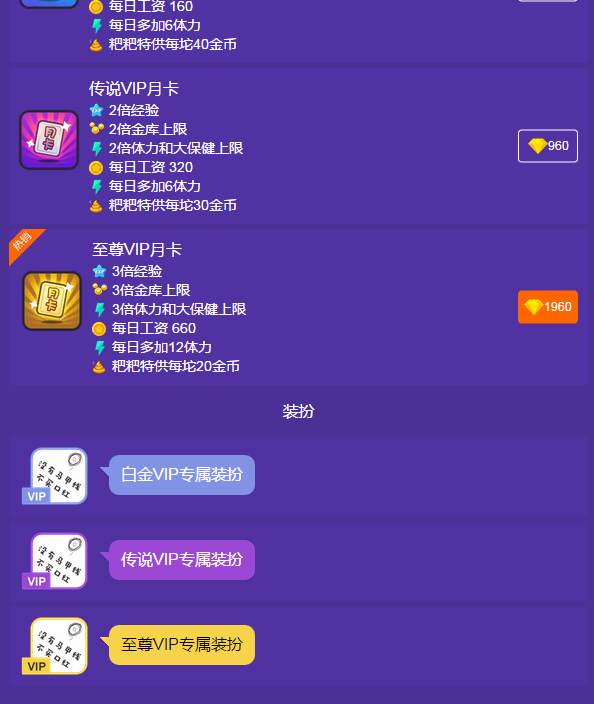 每日工资 160
每日多加6体力
粑粑特供每坨40金币
传说VIP月卡
2倍经验
2倍金库上限
2倍体力和大保健上限
每日工资 320
每日多加6体力
粑粑特供每坨30金币
月卡
960
热销
至尊VIP月卡
3倍经验
3倍金库上限
3倍体力和大保健上限
每日工资 660
每日多加12体力
粑粑特供每坨20金币
月卡
1960
装扮
没有马甲线
不买口红
VIP
白金VIP专属装扮
没有马甲线
不买口红
VIP
传说VIP专属装扮
没有马甲线
不买口红
VIP
至尊VIP专属装扮